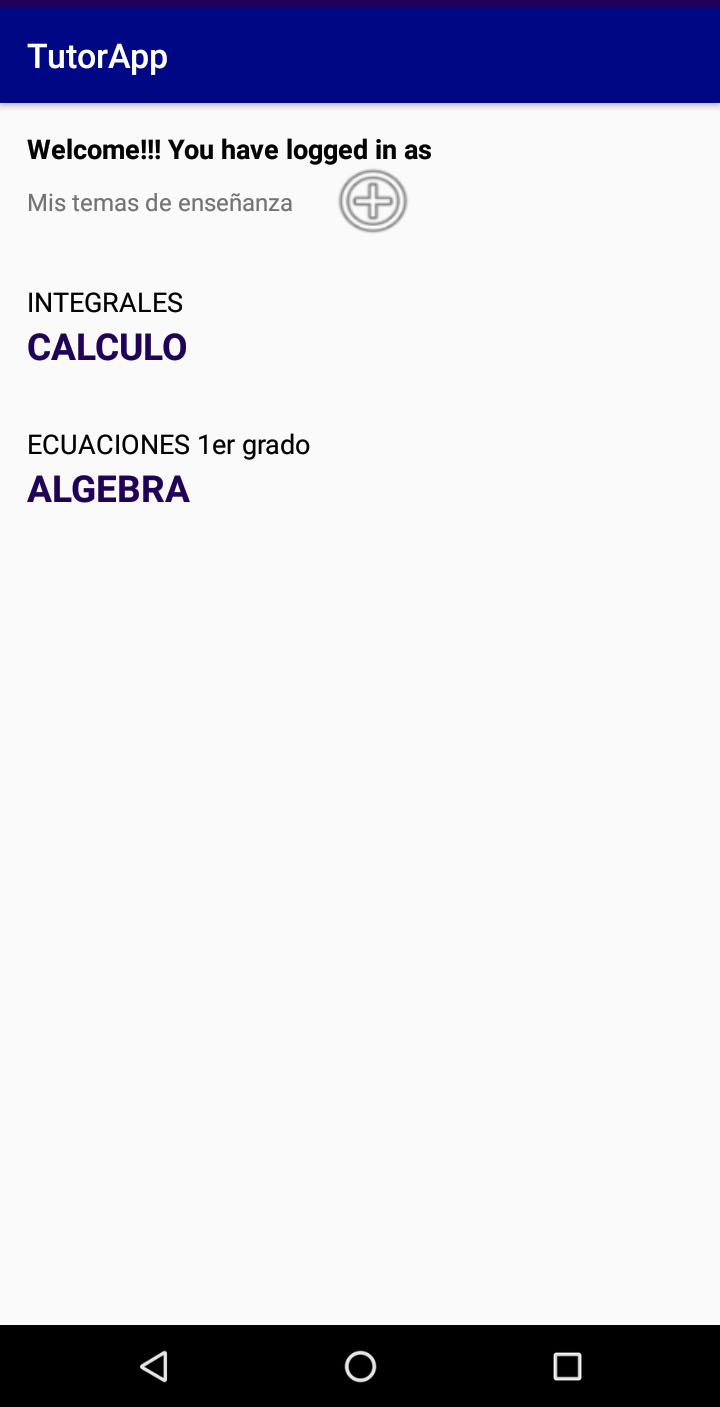 TutorApp
Welcome!!! You have logged in as
Mis temas de enseñanza
INTEGRALES
CALCULO
ECUACIONES 1er grado
ALGEBRA